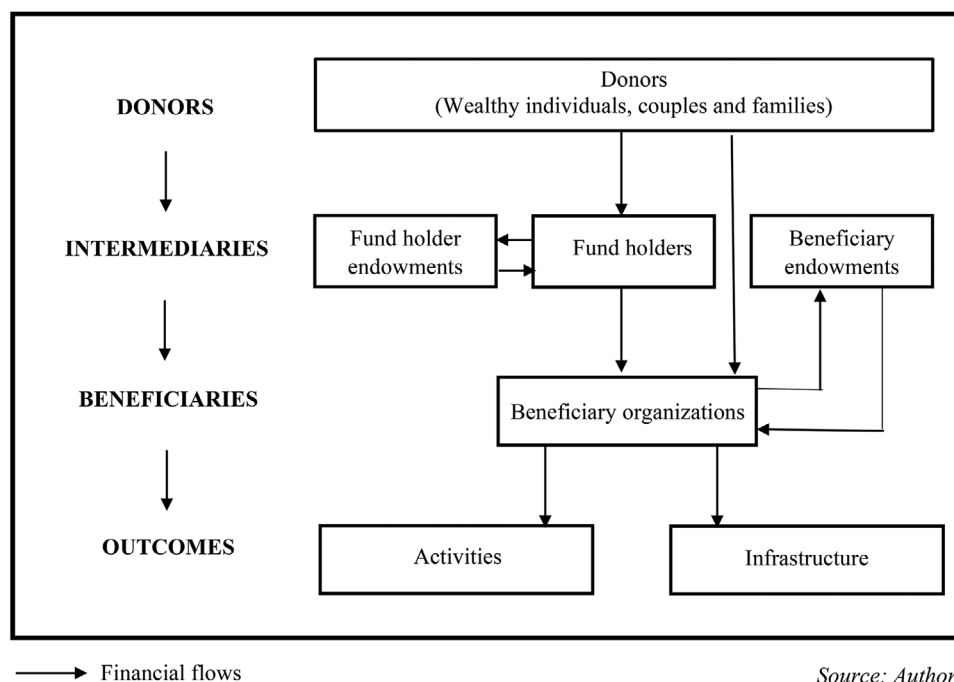 DONORS
Donors
(Wealthy individuals, couples and families)
INTERMEDIARIES
Fund holder
endowments
Fund holders
Beneficiary
endowments
BENEFICIARIES
Beneficiary organizations
OUTCOMES
Activities
Infrastructure
Financial flows
Source: Author